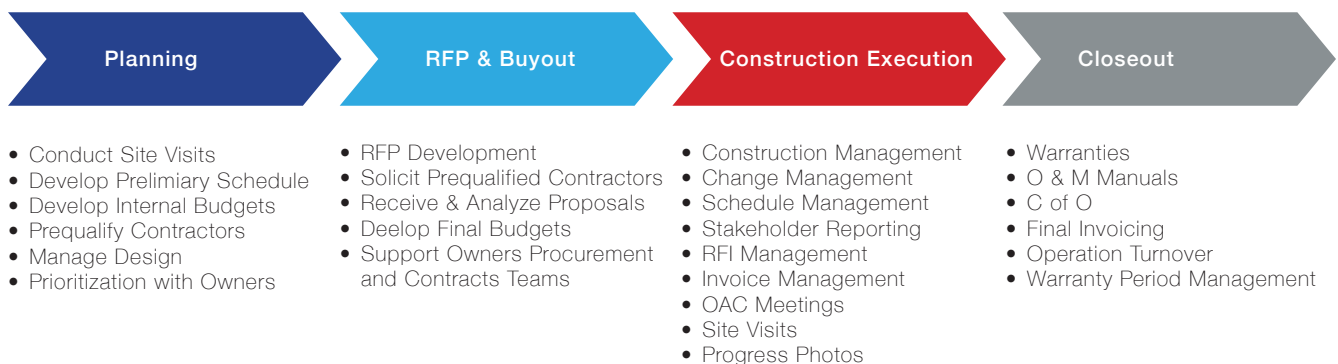 Planning
• Conduct Site Visits
• Develop Prelimiary Schedule
• Develop Internal Budgets
• Prequalify Contractors
• Manage Design
• Prioritization with Owners
RFP & Buyout
• RFP Development
• Solicit Prequalified Contractors
• Receive & Analyze Proposals
• Deelop Final Budgets
• Support Owners Procurement
and Contracts Teams
Construction Execution
• Construction Management
• Change Management
• Schedule Management
• Stakeholder Reporting
• RFI Management
• Invoice Management
• OAC Meetings
• Site Visits
• Progress Photos
Closeout
• Warranties
• O & M Manuals
• C of O
• Final Invoicing
• Operation Turnover
• Warranty Period Management